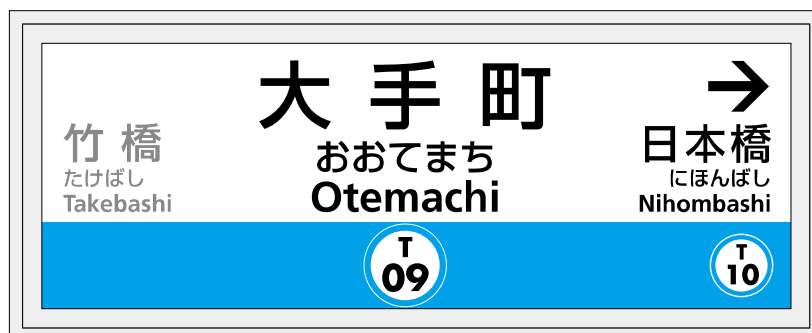 竹橋
たけばし
Takebashi
大手町
おおてまち
Otemachi
→
日本橋
にほんばし
Nihombashi
T
09
T
10